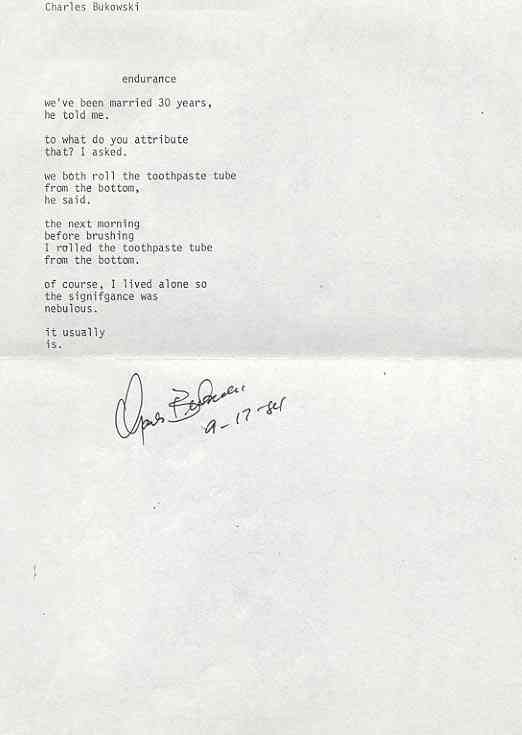 Charles Bukowski
endurance
we've been married 30 years,
he told me.
to what do you attribute
that? I asked.
we both roll the toothpaste tube
from the bottom,
he said.
the next morning
before brushing
I rolled the toothpaste tube
from the bottom.
of course, I lived alone so
the signifgance was
nebulous.
it usually
is.
Charles Bukowski
9-17-84